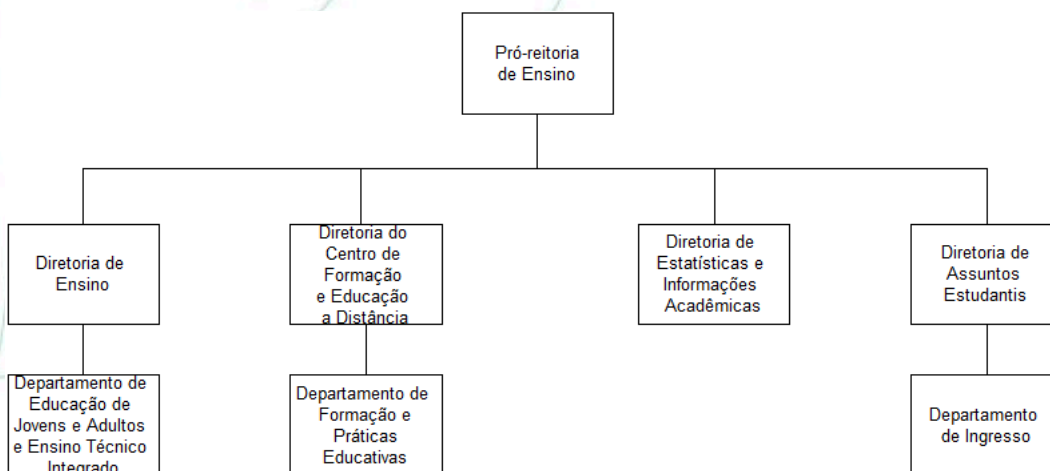 Pró-reitoria
de Ensino
Diretoria de
Ensino
Diretoria do
Centro de
Formação
e Educação
a Distância
Diretoria de
Estatísticas e
Informações
Acadêmicas
Diretoria de
Assuntos
Estudantis
Departamento de
Educação de
Jovens e Adultos
e Ensino Técnico
Integrado
Departamento de
Formação e
Práticas
Educativas
Departamento
de Ingresso